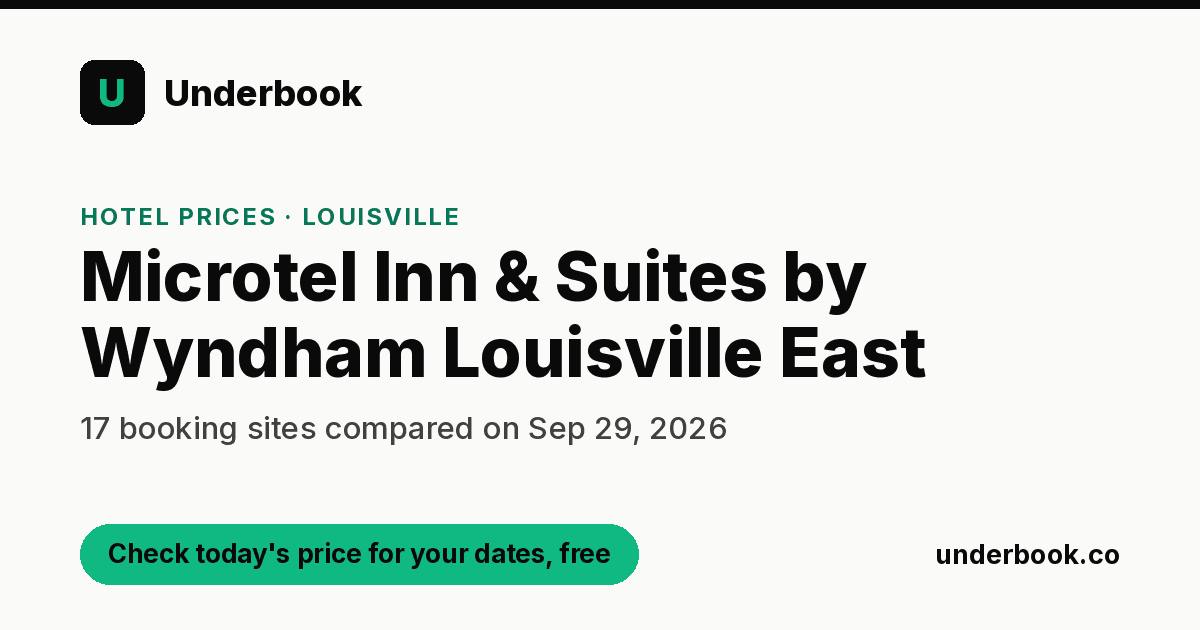 U Underbook
HOTEL PRICES · LOUISVILLE
Microtel Inn & Suites by
Wyndham Louisville East
17 booking sites compared on Sep 29, 2026
Check today's price for your dates, free
underbook.co